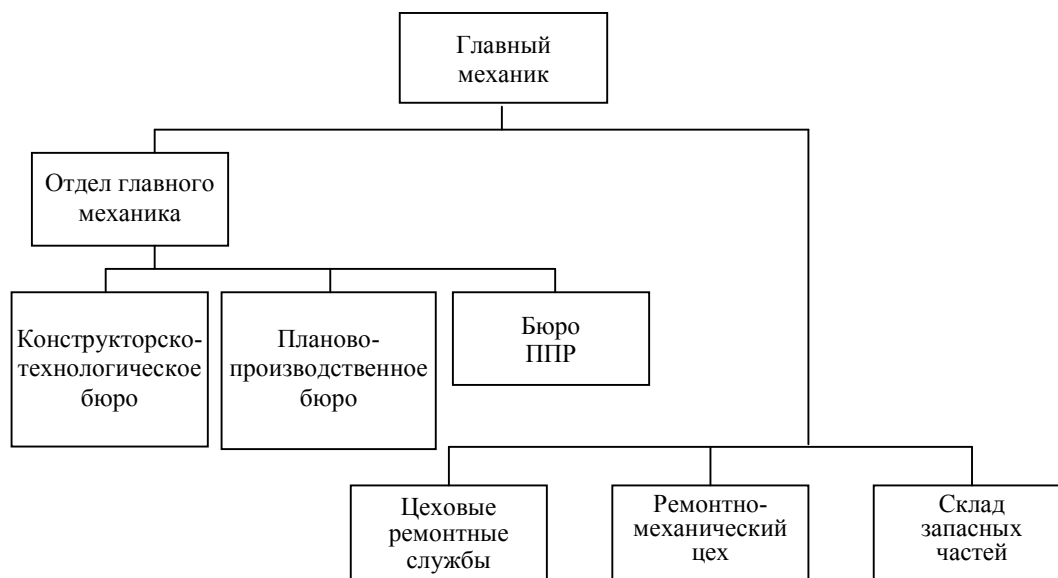 Главный
механик
Отдел главного
механика
Конструкторско-
технологическое
бюро
Планово-
производственное
бюро
Бюро
ППР
Цеховые
ремонтные
службы
Ремонтно-
механический
цех
Склад
запасных
частей